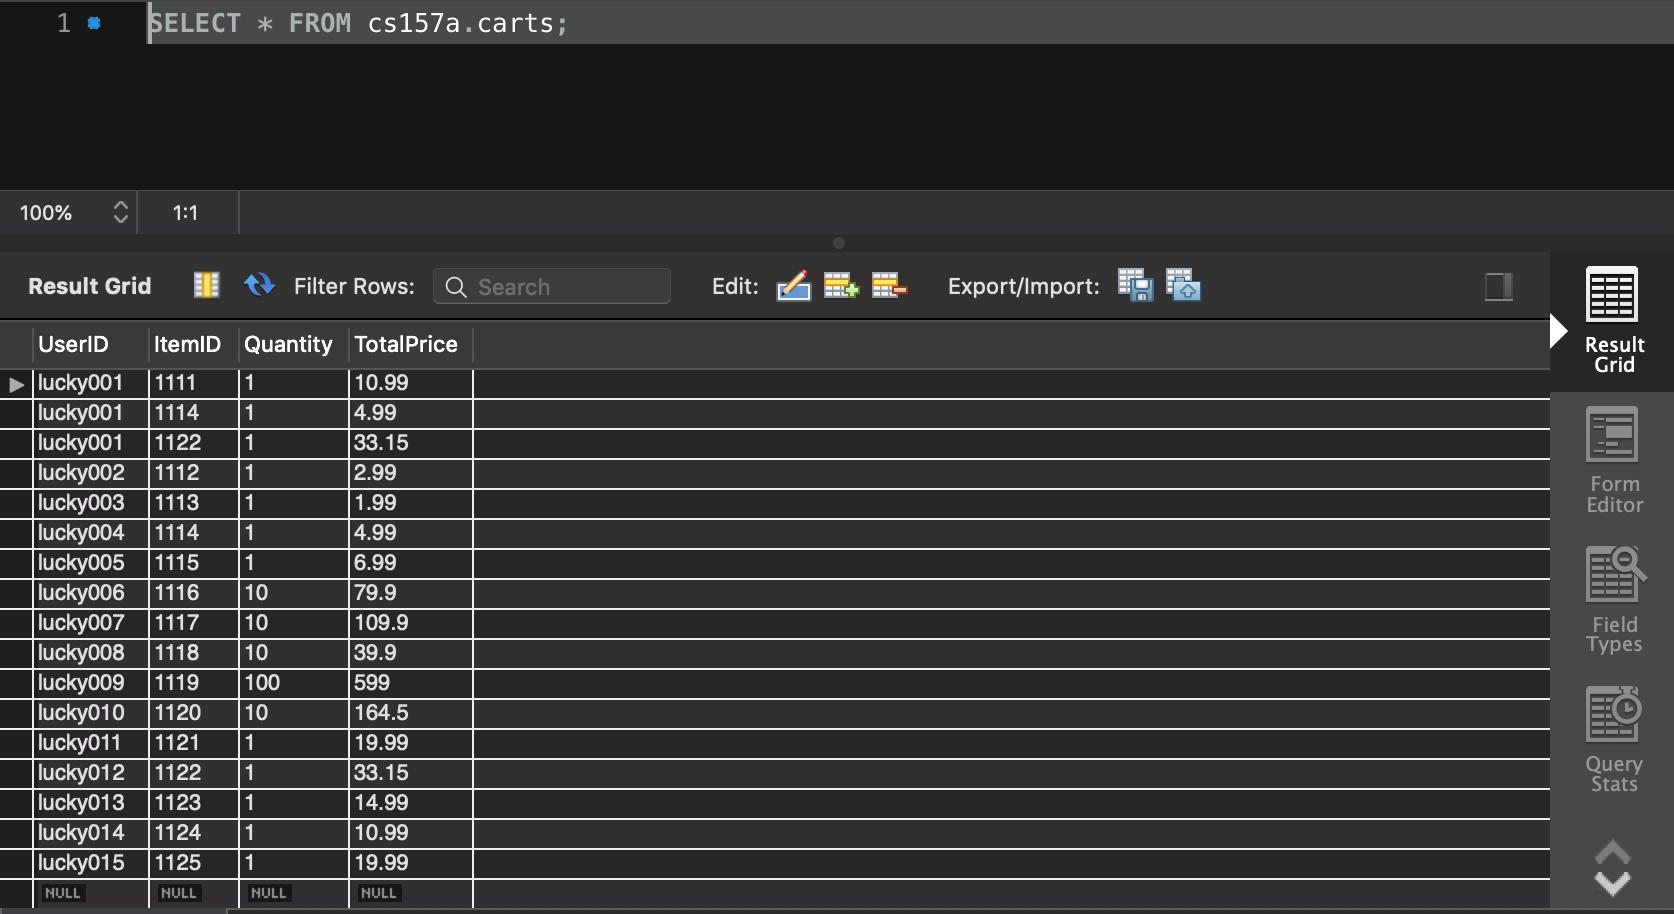 1 SELECT * FROM cs157a.carts;
100% 1:1
Result Grid Filter Rows: Search Edit: Export/Import:
UserID ItemID Quantity TotalPrice
lucky001 1111 1 10.99
lucky001 1114 1 4.99
lucky001 1122 1 33.15
lucky002 1112 1 2.99
lucky003 1113 1 1.99
lucky004 1114 1 4.99
lucky005 1115 1 6.99
lucky006 1116 10 79.9
lucky007 1117 10 109.9
lucky008 1118 10 39.9
lucky009 1119 100 599
lucky010 1120 10 164.5
lucky011 1121 1 19.99
lucky012 1122 1 33.15
lucky013 1123 1 14.99
lucky014 1124 1 10.99
lucky015 1125 1 19.99
NULL NULL NULL NULL
Result
Grid
Form
Editor
Field
Types
Query
Stats